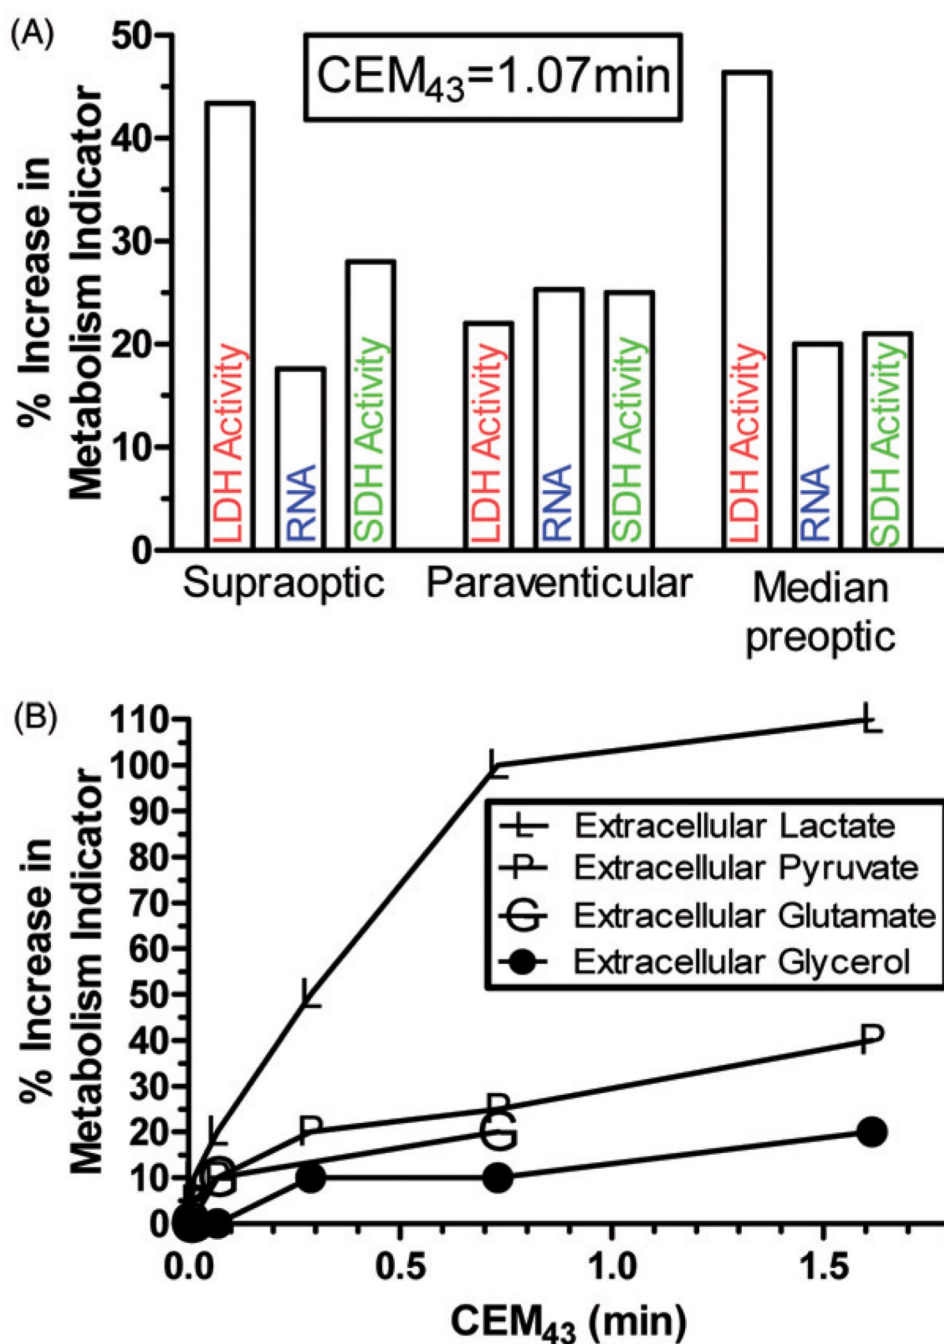 (A)
% Increase in
Metabolism Indicator
50
40
30
20
10
0
CEM43=1.07min
LDH Activity
RNA
SDH Activity
LDH Activity
RNA
SDH Activity
LDH Activity
RNA
SDH Activity
Supraoptic
Paraventicular
Median
preoptic
(B)
% Increase in
Metabolism Indicator
110
100
90
80
70
60
50
40
30
20
10
0
L
L
L
L
P
P
P
G
G
L Extracellular Lactate
P Extracellular Pyruvate
G Extracellular Glutamate
Extracellular Glycerol
0.0
0.5
1.0
1.5
CEM43 (min)